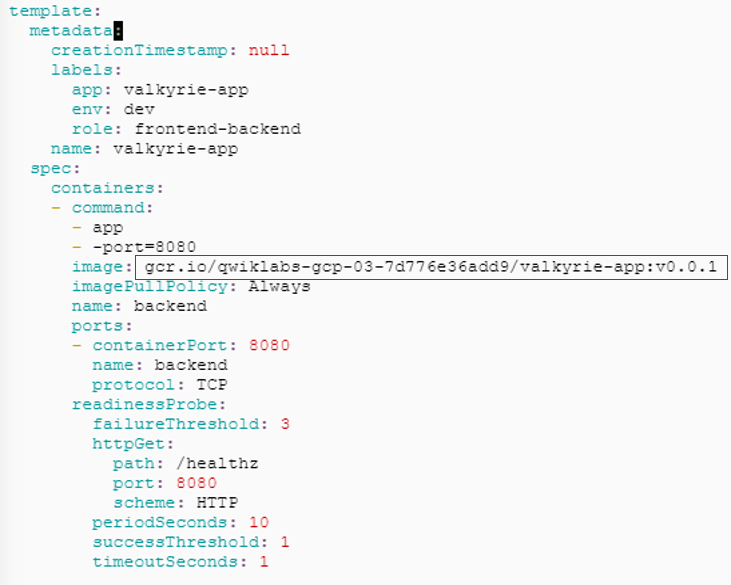 template:
  metadata:
    creationTimestamp: null
    labels:
      app: valkyrie-app
      env: dev
      role: frontend-backend
    name: valkyrie-app
  spec:
    containers:
    - command:
      - app
      - -port=8080
      image: gcr.io/qwiklabs-gcp-03-7d776e36add9/valkyrie-app:v0.0.1
      imagePullPolicy: Always
      name: backend
      ports:
      - containerPort: 8080
        name: backend
        protocol: TCP
      readinessProbe:
        failureThreshold: 3
        httpGet:
          path: /healthz
          port: 8080
          scheme: HTTP
        periodSeconds: 10
        successThreshold: 1
        timeoutSeconds: 1